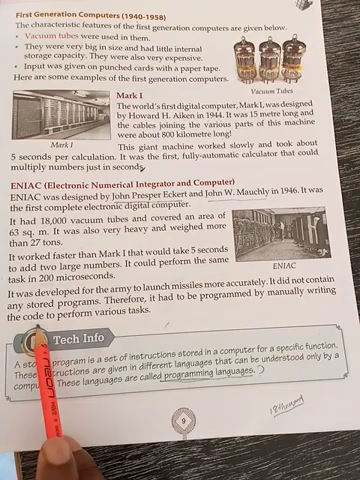 First Generation Computers (1940-1958)
The characteristic features of the first generation computers are given below.
• Vacuum tubes were used in them.
• They were very big in size and had little internal
storage capacity. They were also very expensive.
• Input was given on punched cards with a paper tape.
Here are some examples of the first generation computers.
Vacuum Tubes
Mark I
The world's first digital computer, Mark I, was designed
by Howard H. Aiken in 1944. It was 15 metre long and
the cables joining the various parts of this machine
were about 800 kilometre long!
Mark I
This giant machine worked slowly and took about
5 seconds per calculation. It was the first, fully-automatic calculator that could
multiply numbers just in seconds.
ENIAC (Electronic Numerical Integrator and Computer)
ENIAC was designed by John Presper Eckert and John W. Mauchly in 1946. It was
the first complete electronic digital computer.
It had 18,000 vacuum tubes and covered an area of
63 sq. m. It was also very heavy and weighed more
than 27 tons.
It worked faster than Mark I that would take 5 seconds
to add two large numbers. It could perform the same
task in 200 microseconds.
ENIAC
It was developed for the army to launch missiles more accurately. It did not contain
any stored programs. Therefore, it had to be programmed by manually writing
the code to perform various tasks.
Tech Info
A program is a set of instructions stored in a computer for a specific function.
These are given in different languages that can be understood only by a
These languages are called programming languages.
9
neon